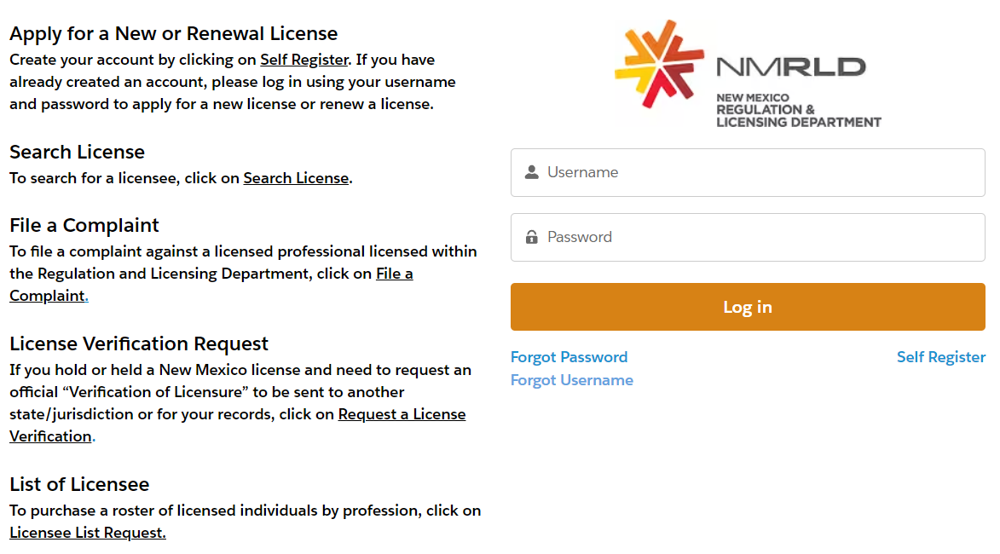 Apply for a New or Renewal License
Create your account by clicking on Self Register. If you have
already created an account, please log in using your username
and password to apply for a new license or renew a license.
Search License
To search for a licensee, click on Search License.
File a Complaint
To file a complaint against a licensed professional licensed within
the Regulation and Licensing Department, click on File a
Complaint.
License Verification Request
If you hold or held a New Mexico license and need to request an
official “Verification of Licensure” to be sent to another
state/jurisdiction or for your records, click on Request a License
Verification.
List of Licensee
To purchase a roster of licensed individuals by profession, click on
Licensee List Request.
NMRLD
NEW MEXICO
REGULATION &
LICENSING DEPARTMENT
Username
Password
Log in
Forgot Password
Self Register
Forgot Username